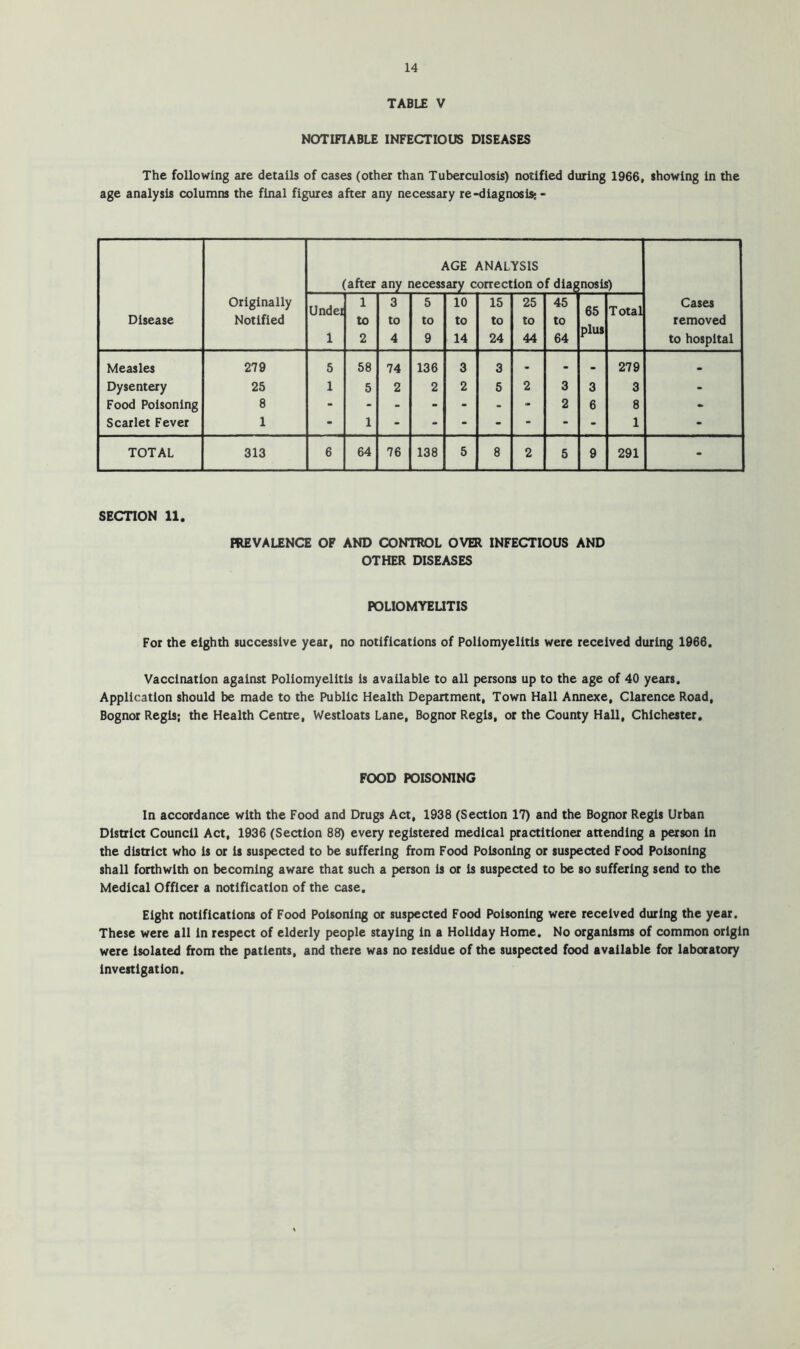 14
TABLE V
NOTIFIABLE INFECTIOUS DISEASES
The following are details of cases (other than Tuberculosis) notified during 1966, showing in the
age analysis columns the final figures after any necessary re-diagnosis; -
AGE ANALYSIS
(after any necessary correction of diagnosis)
Disease Originally Notified Under 1 1 to 2 3 to 4 5 to 9 10 to 14 15 to 24 25 to 44 45 to 64 65 plus Total Cases removed to hospital
Measles 279 5 58 74 136 3 3 - - - 279 -
Dysentery 25 1 5 2 2 2 5 2 3 3 3 -
Food Poisoning 8 - - - - - - - 2 6 8 -
Scarlet Fever 1 - 1 - - - - - - - 1 -
TOTAL 313 6 64 76 138 5 8 2 5 9 291 -
SECTION 11.
PREVALENCE OF AND CONTROL OVER INFECTIOUS AND
OTHER DISEASES
POLIOMYELITIS
For the eighth successive year, no notifications of Poliomyelitis were received during 1966.
Vaccination against Poliomyelitis is available to all persons up to the age of 40 years.
Application should be made to the Public Health Department, Town Hall Annexe, Clarence Road,
Bognor Regis; the Health Centre, Westloats Lane, Bognor Regis, or the County Hall, Chichester.
FOOD POISONING
In accordance with the Food and Drugs Act, 1938 (Section 17) and the Bognor Regis Urban
District Council Act, 1936 (Section 88) every registered medical practitioner attending a person in
the district who is or is suspected to be suffering from Food Poisoning or suspected Food Poisoning
shall forthwith on becoming aware that such a person is or is suspected to be so suffering send to the
Medical Officer a notification of the case.
Eight notifications of Food Poisoning or suspected Food Poisoning were received during the year.
These were all in respect of elderly people staying in a Holiday Home. No organisms of common origin
were isolated from the patients, and there was no residue of the suspected food available for laboratory
investigation.